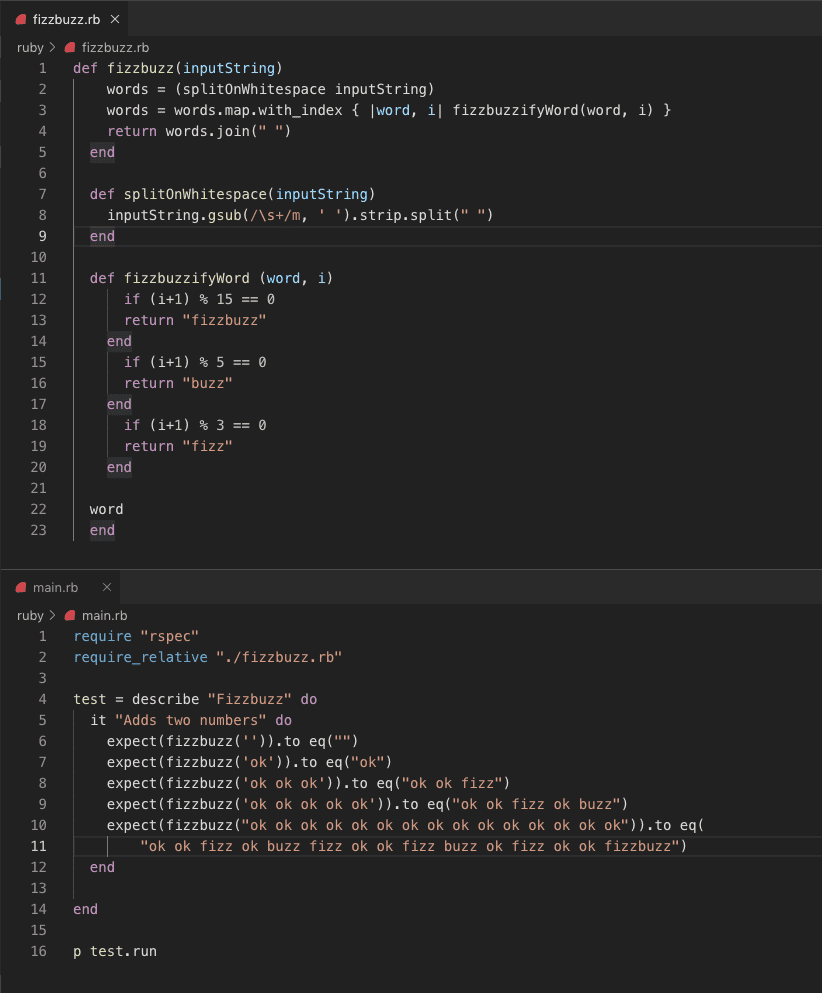 fizzbuzz.rb ×
ruby > fizzbuzz.rb
1 def fizzbuzz(inputString)
2     words = (splitOnWhitespace inputString)
3     words = words.map.with_index { |word, i| fizzbuzzifyWord(word, i) }
4     return words.join(" ")
5   end
6
7   def splitOnWhitespace(inputString)
8     inputString.gsub(/\s+/m, ' ').strip.split(" ")
9   end
10
11   def fizzbuzzifyWord (word, i)
12       if (i+1) % 15 == 0
13       return "fizzbuzz"
14     end
15       if (i+1) % 5 == 0
16       return "buzz"
17     end
18       if (i+1) % 3 == 0
19       return "fizz"
20     end
21
22   word
23   end
main.rb ×
ruby > main.rb
1 require "rspec"
2 require_relative "./fizzbuzz.rb"
3
4 test = describe "Fizzbuzz" do
5   it "Adds two numbers" do
6     expect(fizzbuzz('')).to eq("")
7     expect(fizzbuzz('ok')).to eq("ok")
8     expect(fizzbuzz('ok ok ok')).to eq("ok ok fizz")
9     expect(fizzbuzz('ok ok ok ok ok')).to eq("ok ok fizz ok buzz")
10     expect(fizzbuzz("ok ok ok ok ok ok ok ok ok ok ok ok ok ok ok")).to eq(
11         "ok ok fizz ok buzz fizz ok ok fizz buzz ok fizz ok ok fizzbuzz")
12   end
13
14 end
15
16 p test.run